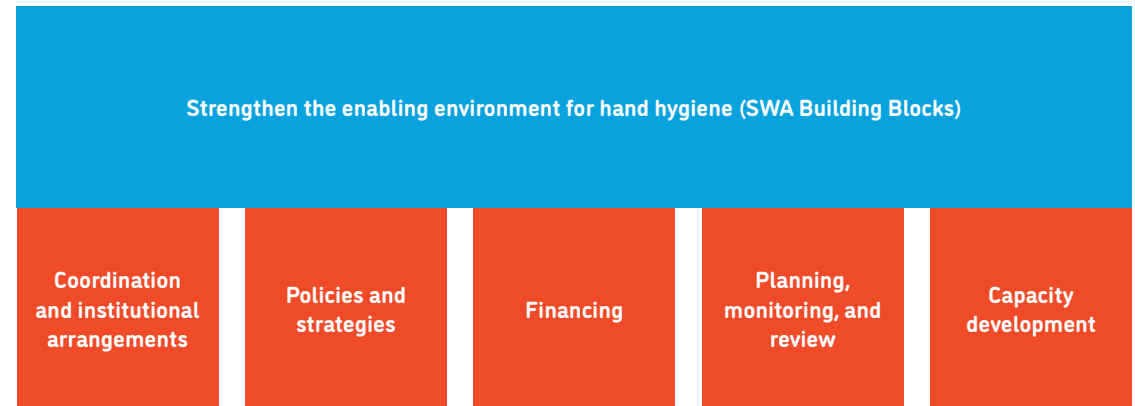 Strengthen the enabling environment for hand hygiene (SWA Building Blocks)
Coordination
and institutional
arrangements
Policies and
strategies
Financing
Planning,
monitoring, and
review
Capacity
development